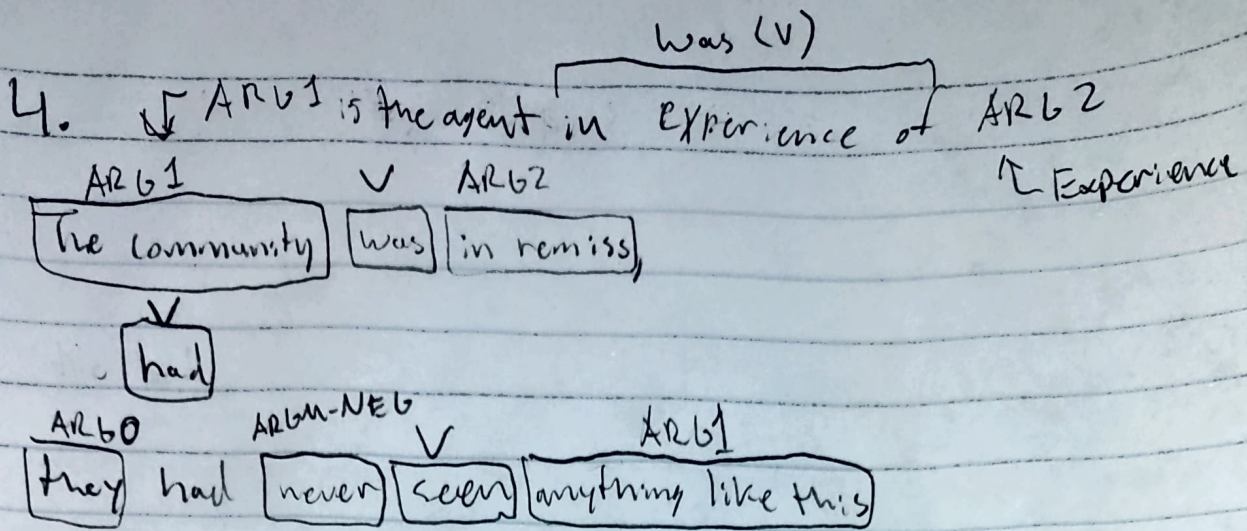 was (v)
4. ↓ ARG1 is the agent in experience of ARG2
↑ Experience
ARG1 V ARG2
The community was in remiss,
V
had
ARG0 ARGM-NEG V ARG1
they had never seen anything like this